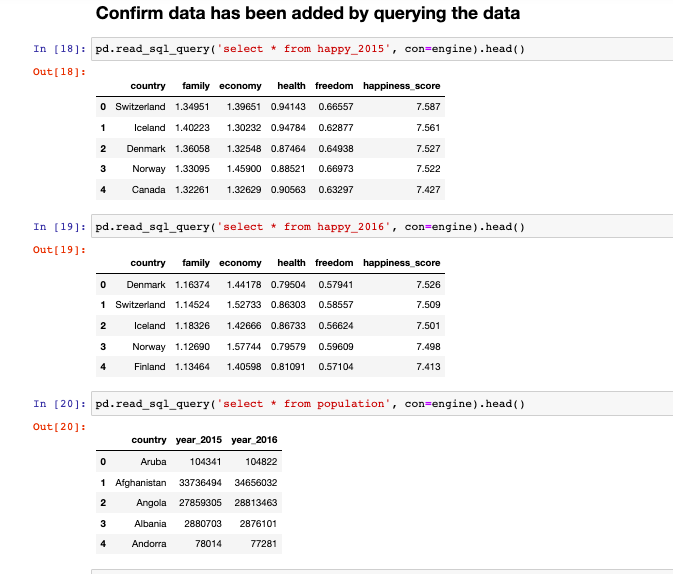 Confirm data has been added by querying the data
In [18]: pd.read_sql_query('select * from happy_2015', con=engine).head()
Out[18]:
country family economy health freedom happiness_score
0 Switzerland 1.34951 1.39651 0.94143 0.66557 7.587
1 Iceland 1.40223 1.30232 0.94784 0.62877 7.561
2 Denmark 1.36058 1.32548 0.87464 0.64938 7.527
3 Norway 1.33095 1.45900 0.88521 0.66973 7.522
4 Canada 1.32261 1.32629 0.90563 0.63297 7.427
In [19]: pd.read_sql_query('select * from happy_2016', con=engine).head()
Out[19]:
country family economy health freedom happiness_score
0 Denmark 1.16374 1.44178 0.79504 0.57941 7.526
1 Switzerland 1.14524 1.52733 0.86303 0.58557 7.509
2 Iceland 1.18326 1.42666 0.86733 0.56624 7.501
3 Norway 1.12690 1.57744 0.79579 0.59609 7.498
4 Finland 1.13464 1.40598 0.81091 0.57104 7.413
In [20]: pd.read_sql_query('select * from population', con=engine).head()
Out[20]:
country year_2015 year_2016
0 Aruba 104341 104822
1 Afghanistan 33736494 34656032
2 Angola 27859305 28813463
3 Albania 2880703 2876101
4 Andorra 78014 77281